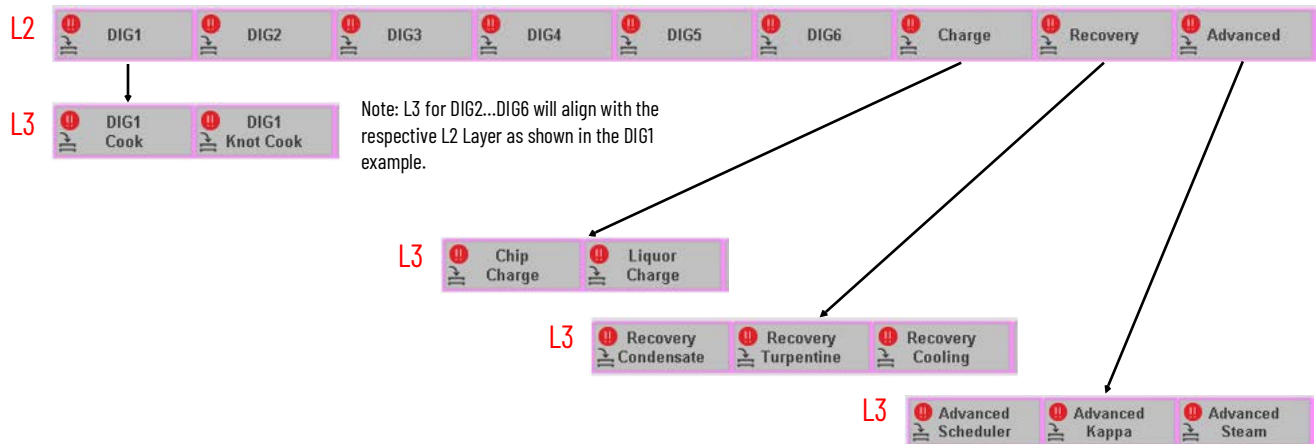 L2
DIG1
DIG2
DIG3
DIG4
DIG5
DIG6
Charge
Recovery
Advanced
L3
DIG1
Cook
DIG1
Knot Cook
Note: L3 for DIG2...DIG6 will align with the
respective L2 Layer as shown in the DIG1
example.
L3
Chip
Charge
Liquor
Charge
L3
Recovery
Condensate
Recovery
Turpentine
Recovery
Cooling
L3
Advanced
Scheduler
Advanced
Kappa
Advanced
Steam